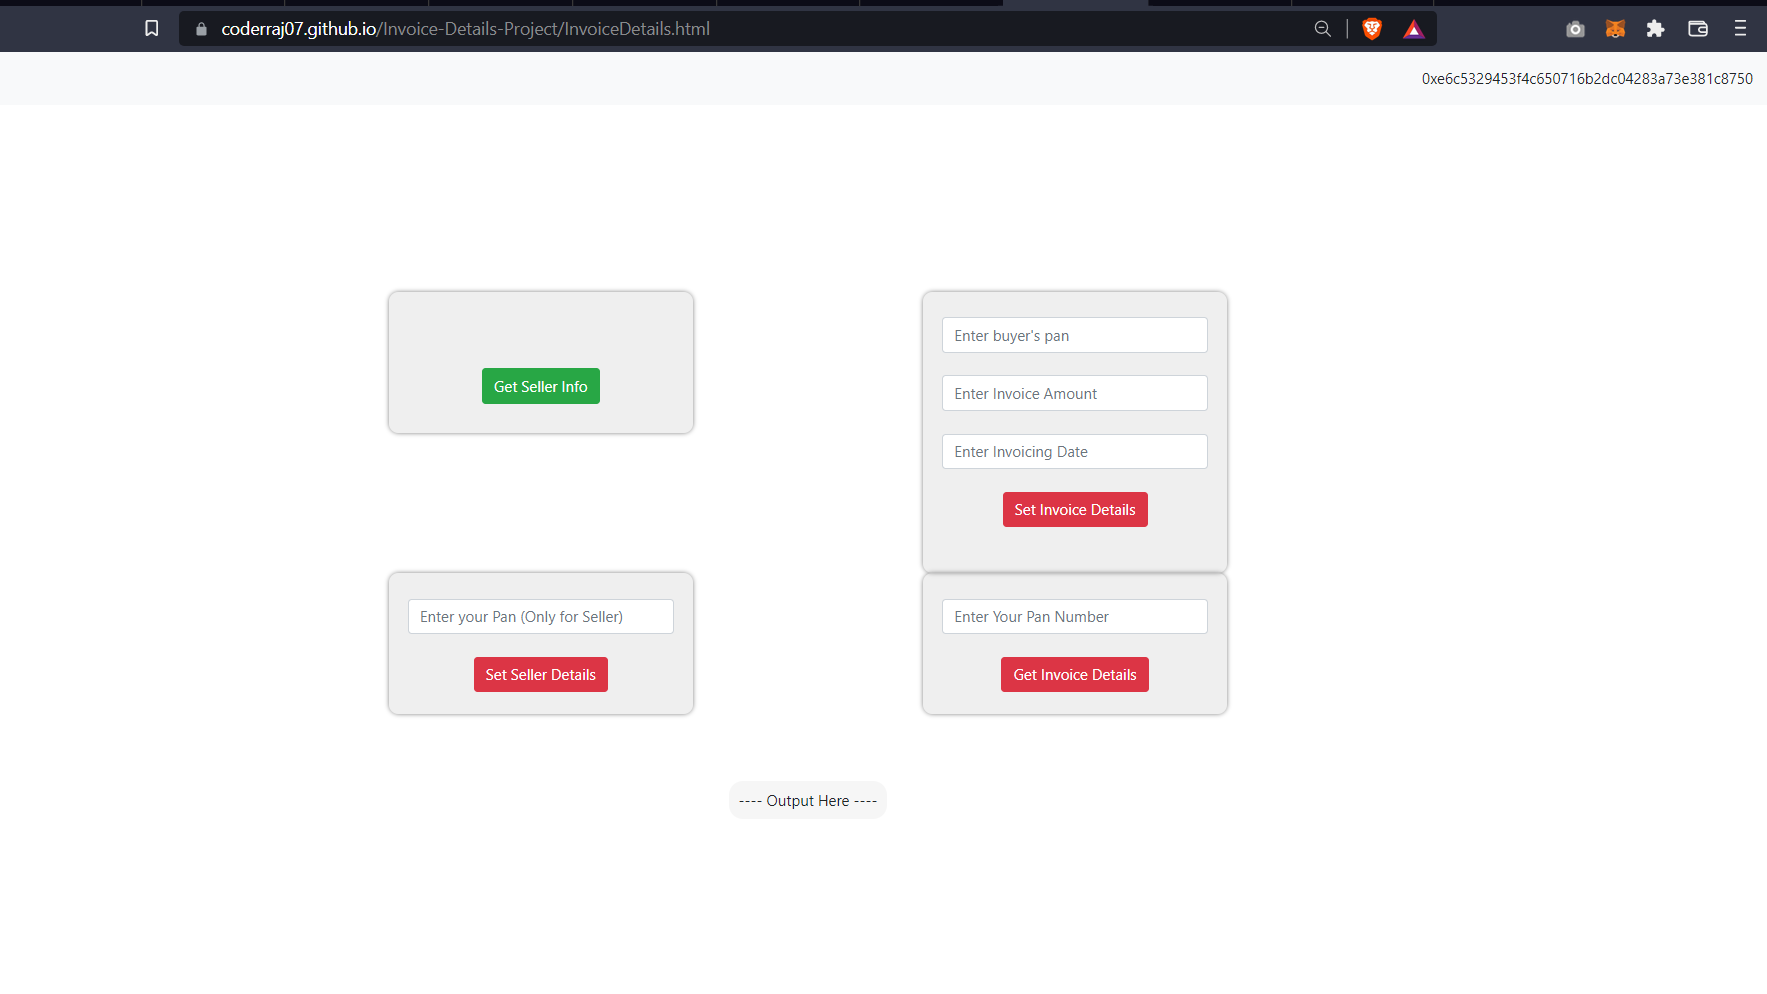 coderraj07.github.io/Invoice-Details-Project/InvoiceDetails.html
0xe6c5329453f4c650716b2dc04283a73e381c8750
Get Seller Info
Enter buyer's pan
Enter Invoice Amount
Enter Invoicing Date
Set Invoice Details
Enter your Pan (Only for Seller)
Set Seller Details
Enter Your Pan Number
Get Invoice Details
---- Output Here ----